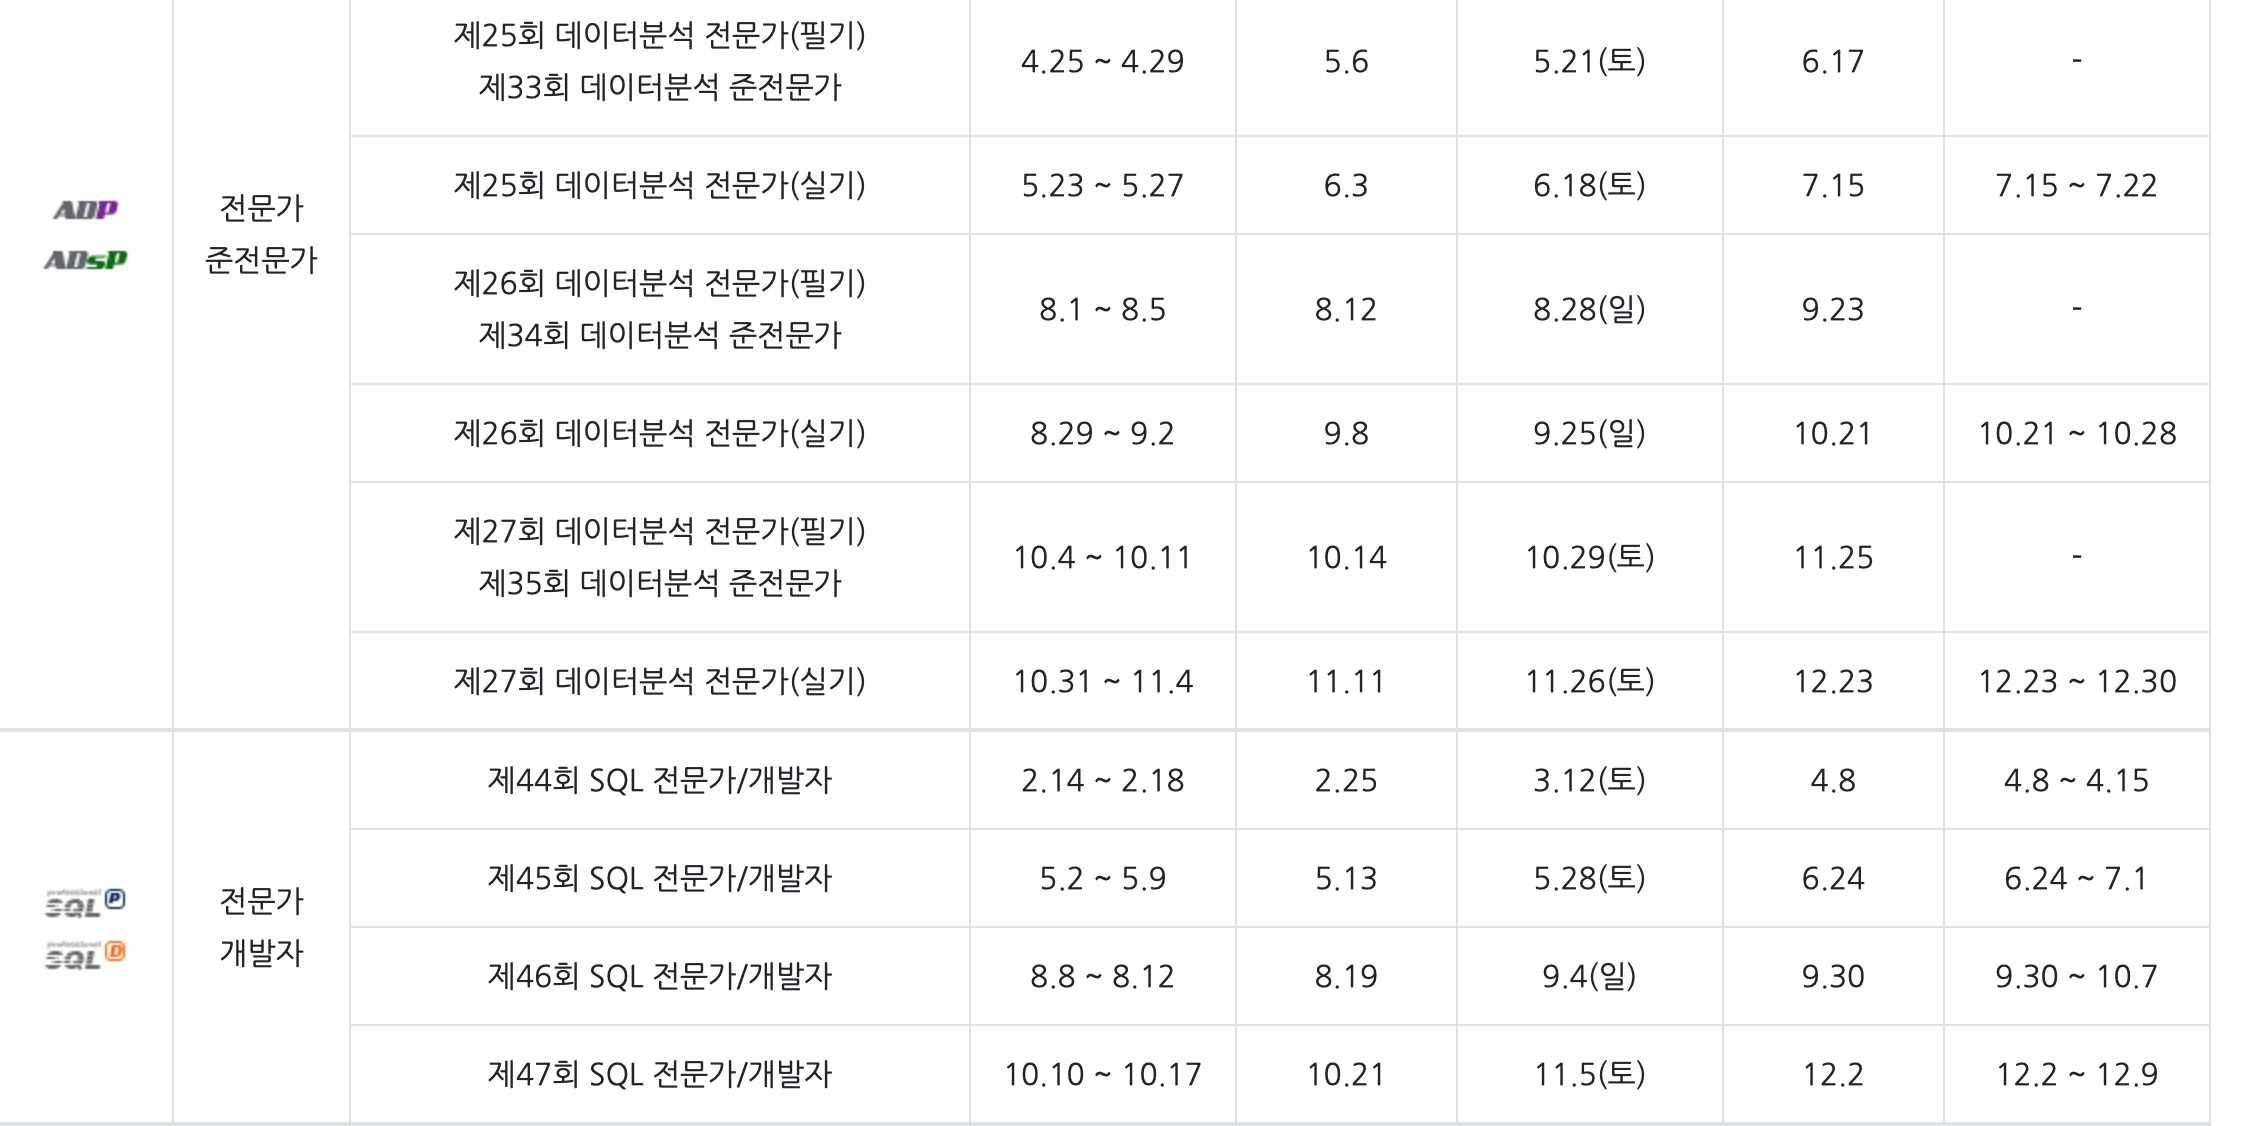 ADP
ADsP
전문가
준전문가
제25회 데이터분석 전문가(필기)
제33회 데이터분석 준전문가
4.25 ~ 4.29
5.6
5.21(토)
6.17
-
제25회 데이터분석 전문가(실기)
5.23 ~ 5.27
6.3
6.18(토)
7.15
7.15 ~ 7.22
제26회 데이터분석 전문가(필기)
제34회 데이터분석 준전문가
8.1 ~ 8.5
8.12
8.28(일)
9.23
-
제26회 데이터분석 전문가(실기)
8.29 ~ 9.2
9.8
9.25(일)
10.21
10.21 ~ 10.28
제27회 데이터분석 전문가(필기)
제35회 데이터분석 준전문가
10.4 ~ 10.11
10.14
10.29(토)
11.25
-
제27회 데이터분석 전문가(실기)
10.31 ~ 11.4
11.11
11.26(토)
12.23
12.23 ~ 12.30
professional
SQL P
professional
SQL D
전문가
개발자
제44회 SQL 전문가/개발자
2.14 ~ 2.18
2.25
3.12(토)
4.8
4.8 ~ 4.15
제45회 SQL 전문가/개발자
5.2 ~ 5.9
5.13
5.28(토)
6.24
6.24 ~ 7.1
제46회 SQL 전문가/개발자
8.8 ~ 8.12
8.19
9.4(일)
9.30
9.30 ~ 10.7
제47회 SQL 전문가/개발자
10.10 ~ 10.17
10.21
11.5(토)
12.2
12.2 ~ 12.9